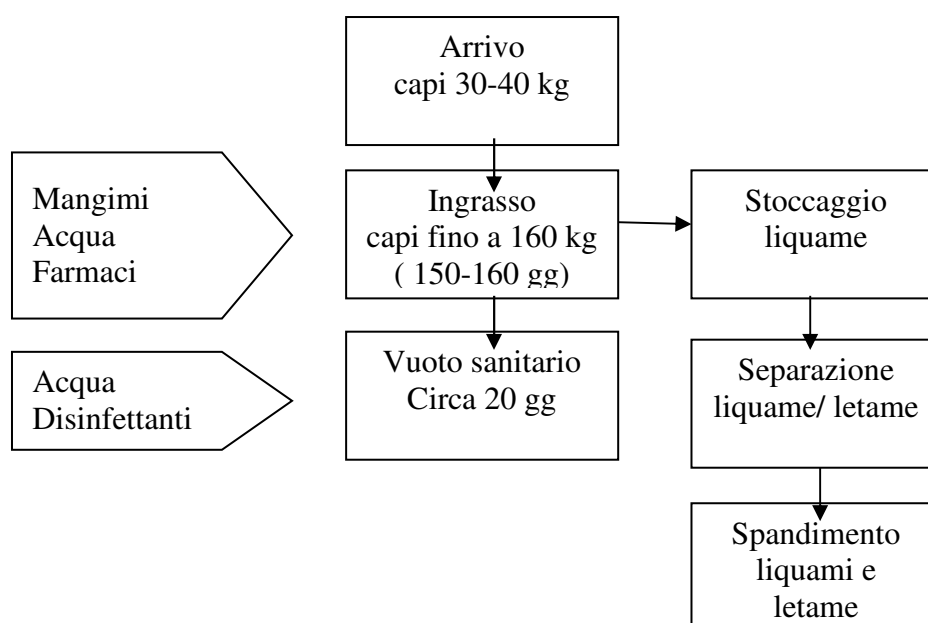 Arrivo
capi 30-40 kg
Mangimi
Acqua
Farmaci
Ingrasso
capi fino a 160 kg
( 150-160 gg)
Stoccaggio
liquame
Acqua
Disinfettanti
Vuoto sanitario
Circa 20 gg
Separazione
liquame/ letame
Spandimento
liquami e
letame